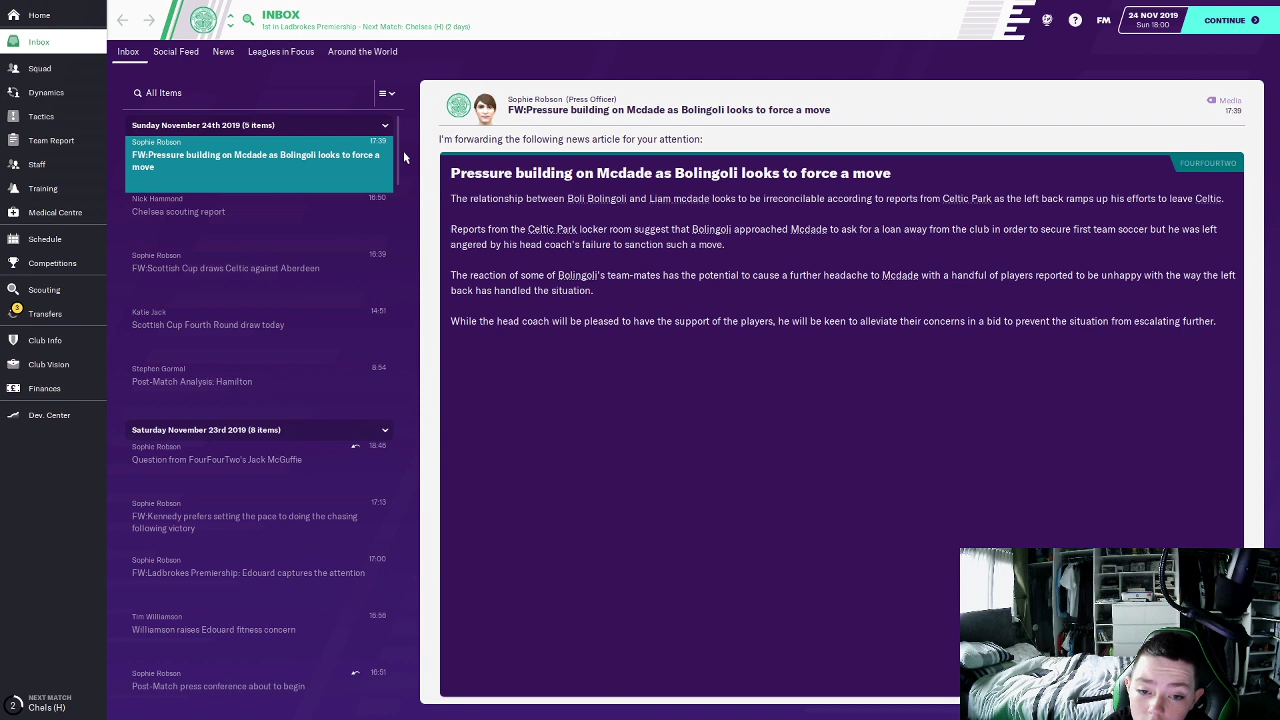 INBOX
1st in Ladbrokes Premiership - Next Match: Chelsea (H) (2 days)
FM
24 NOV 2019
Sun 18:00
CONTINUE
Inbox
Social Feed
News
Leagues in Focus
Around the World
Inbox
Squad
Dynamics
Tactics
Team Report
Staff
Training
Medical Centre
Schedule
Competitions
Scouting
3
Transfers
Club Info
Club Vision
Finances
Dev. Center
2
NEXT MATCH
Chels (H)
All Items
Sunday November 24th 2019 (5 items)
Sophie Robson 17:39
FW:Pressure building on Mcdade as Bolingoli looks to force a
move
Nick Hammond 16:50
Chelsea scouting report
Sophie Robson 16:39
FW:Scottish Cup draws Celtic against Aberdeen
Katie Jack 14:51
Scottish Cup Fourth Round draw today
Stephen Gormal 8:54
Post-Match Analysis: Hamilton
Saturday November 23rd 2019 (8 items)
Sophie Robson 18:46
Question from FourFourTwo's Jack McGuffie
Sophie Robson 17:13
FW:Kennedy prefers setting the pace to doing the chasing
following victory
Sophie Robson 17:00
FW:Ladbrokes Premiership: Edouard captures the attention
Tim Williamson 16:56
Williamson raises Edouard fitness concern
Sophie Robson 16:51
Post-Match press conference about to begin
Sophie Robson (Press Officer)
FW:Pressure building on Mcdade as Bolingoli looks to force a move
Media
17:39
I'm forwarding the following news article for your attention:
FOURFOURTWO
Pressure building on Mcdade as Bolingoli looks to force a move
The relationship between Boli Bolingoli and Liam mcdade looks to be irreconcilable according to reports from Celtic Park as the left back ramps up his efforts to leave Celtic.
Reports from the Celtic Park locker room suggest that Bolingoli approached Mcdade to ask for a loan away from the club in order to secure first team soccer but he was left
angered by his head coach's failure to sanction such a move.
The reaction of some of Bolingoli's team-mates has the potential to cause a further headache to Mcdade with a handful of players reported to be unhappy with the way the left
back has handled the situation.
While the head coach will be pleased to have the support of the players, he will be keen to alleviate their concerns in a bid to prevent the situation from escalating further.